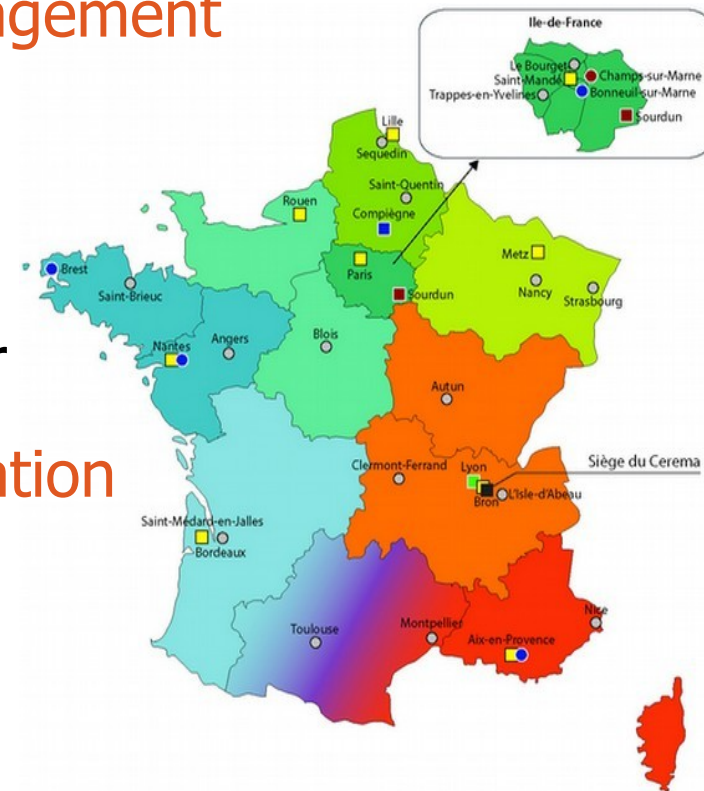 ngement
r
ation
Ile-de-France
Le Bourget
Saint-Mandé
Champs-sur-Marne
Trappes-en-Yvelines
Bonneuil-sur-Marne
Sourdun
Lille
Sequedin
Saint-Quentin
Rouen
Compiègne
Paris
Metz
Brest
Nancy
Saint-Brieuc
Sourdun
Strasbourg
Nantes
Angers
Blois
Autun
Siège du Cerema
Clermont-Ferrand
Lyon
L'Isle-d'Abeau
Bron
Saint-Médard-en-Jalles
Bordeaux
Nice
Montpellier
Toulouse
Aix-en-Provence